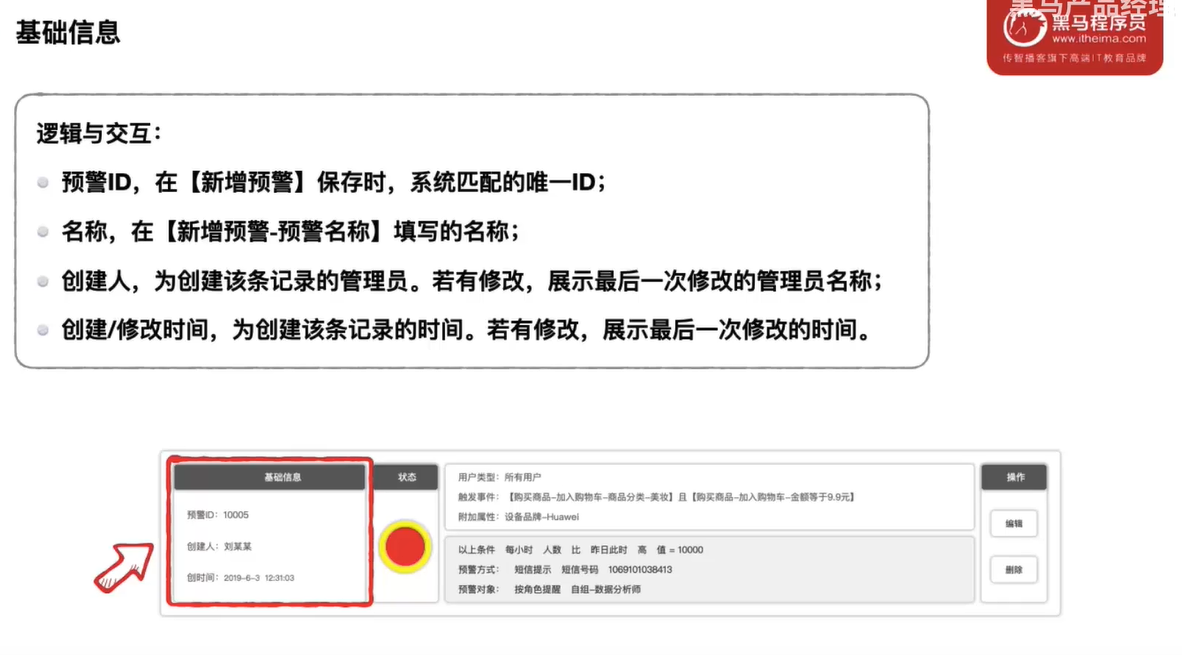 基础信息
黑马产品经理
黑马程序员
www.itheima.com
传智播客旗下高端IT教育品牌
逻辑与交互：
预警ID，在【新增预警】保存时，系统匹配的唯一ID；
名称，在【新增预警-预警名称】填写的名称；
创建人，为创建该条记录的管理员。若有修改，展示最后一次修改的管理员名称；
创建/修改时间，为创建该条记录的时间。若有修改，展示最后一次修改的时间。
基础信息
预警ID：10005
创建人：刘某某
创时间：2019-6-3 12:31:03
状态
用户类型：所有用户
触发事件：【购买商品-加入购物车-商品分类-美妆】且【购买商品-加入购物车-金额等于9.9元】
附加属性：设备品牌-Huawei
以上条件 每小时 人数 比 昨日此时 高 值 = 10000
预警方式： 短信提示 短信号码 1069101038413
预警对象： 按角色提醒 自组-数据分析师
操作
编辑
删除